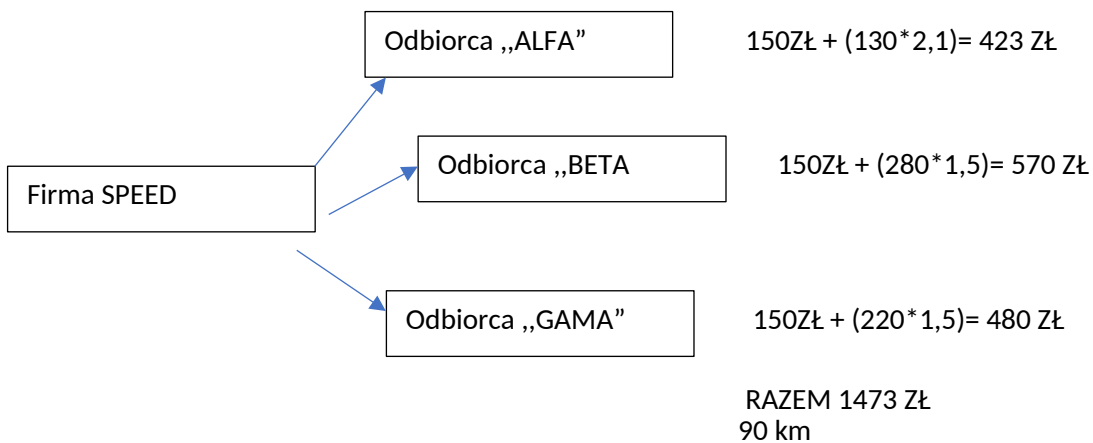 Odbiorca ,,ALFA”
150ZŁ + (130*2,1)= 423 ZŁ
Odbiorca ,,BETA
150ZŁ + (280*1,5)= 570 ZŁ
Firma SPEED
Odbiorca ,,GAMA”
150ZŁ + (220*1,5)= 480 ZŁ
RAZEM 1473 ZŁ
90 km